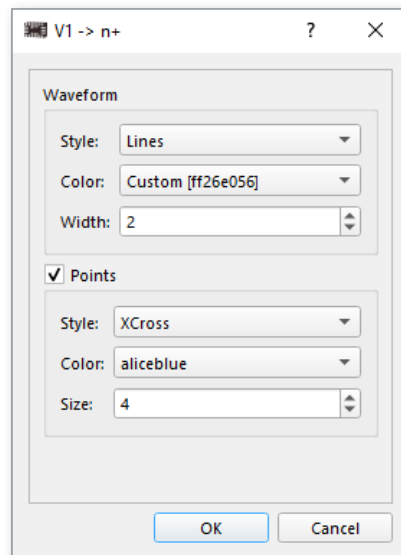 V1 -> n+ ?
Waveform
Style: Lines
Color: Custom [ff26e056]
Width: 2
Points
Style: XCross
Color: aliceblue
Size: 4
OK Cancel